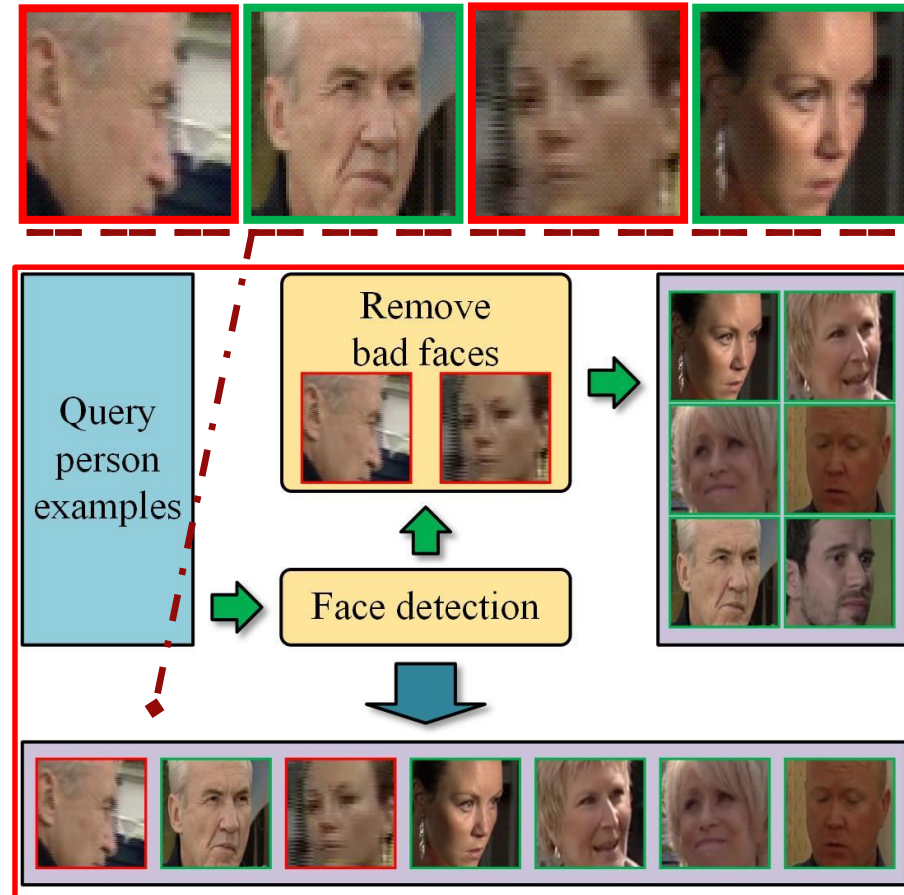 Remove
bad faces
Query
person
examples
Face detection